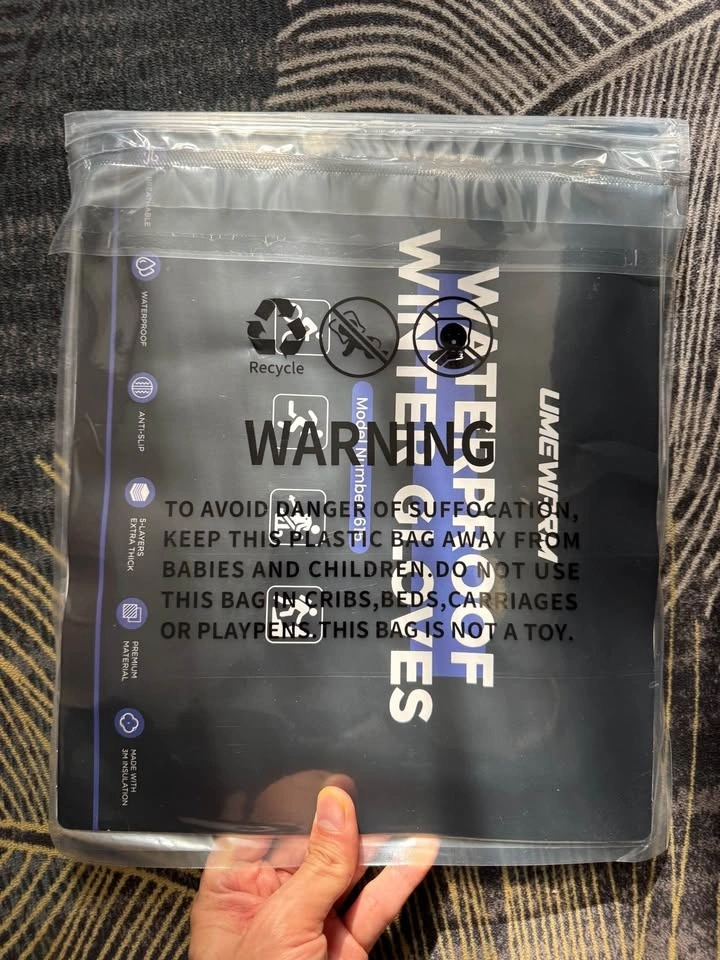 Recycle
WARNING
TO AVOID DANGER OF SUFFOCATION,
KEEP THIS PLASTIC BAG AWAY FROM
BABIES AND CHILDREN.DO NOT USE
THIS BAG IN CRIBS,BEDS,CARRIAGES
OR PLAYPENS.THIS BAG IS NOT A TOY.
WATERPROOF
WINTER GLOVES
WATERPROOF
ANTI-SLIP
5-LAYERS
EXTRA THICK
PREMIUM
MATERIAL
MADE WITH
3M INSULATION